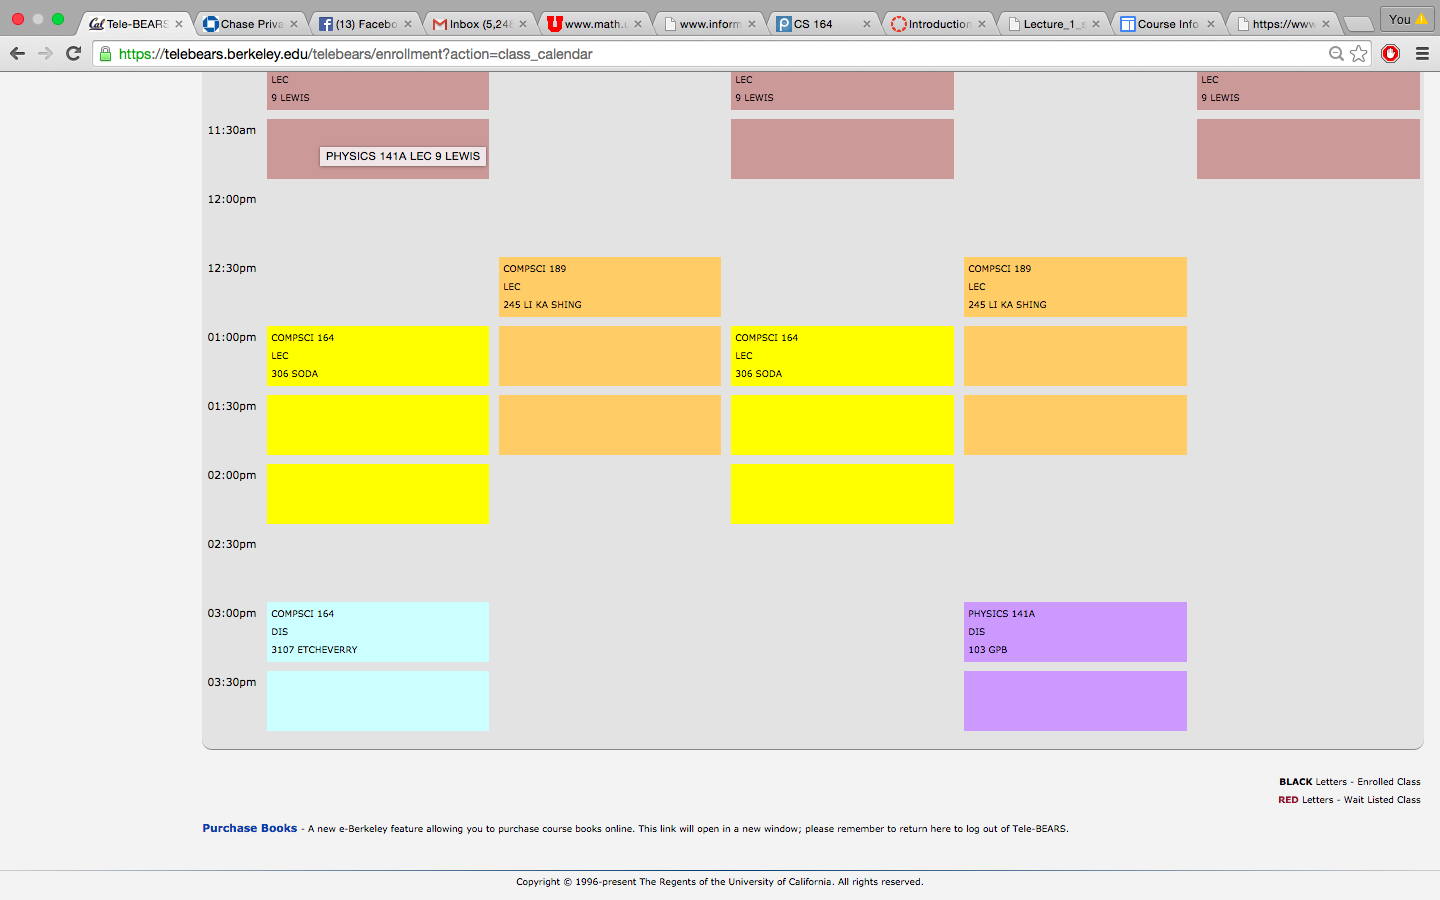 Tele-BEARS
Chase Priva
(13) Facebo
Inbox (5,248
www.math.u
www.inform
CS 164
Introduction
Lecture_1_s
Course Info
https://www
You
https://telebears.berkeley.edu/telebears/enrollment?action=class_calendar
LEC LEC LEC
9 LEWIS 9 LEWIS 9 LEWIS
11:30am
PHYSICS 141A LEC 9 LEWIS
12:00pm
12:30pm COMPSCI 189 COMPSCI 189
LEC LEC
245 LI KA SHING 245 LI KA SHING
01:00pm COMPSCI 164 COMPSCI 164
LEC LEC
306 SODA 306 SODA
01:30pm
02:00pm
02:30pm
03:00pm COMPSCI 164 PHYSICS 141A
DIS DIS
3107 ETCHEVERRY 103 GPB
03:30pm
BLACK Letters - Enrolled Class
RED Letters - Wait Listed Class
Purchase Books - A new e-Berkeley feature allowing you to purchase course books online. This link will open in a new window; please remember to return here to log out of Tele-BEARS.
Copyright © 1996-present The Regents of the University of California. All rights reserved.